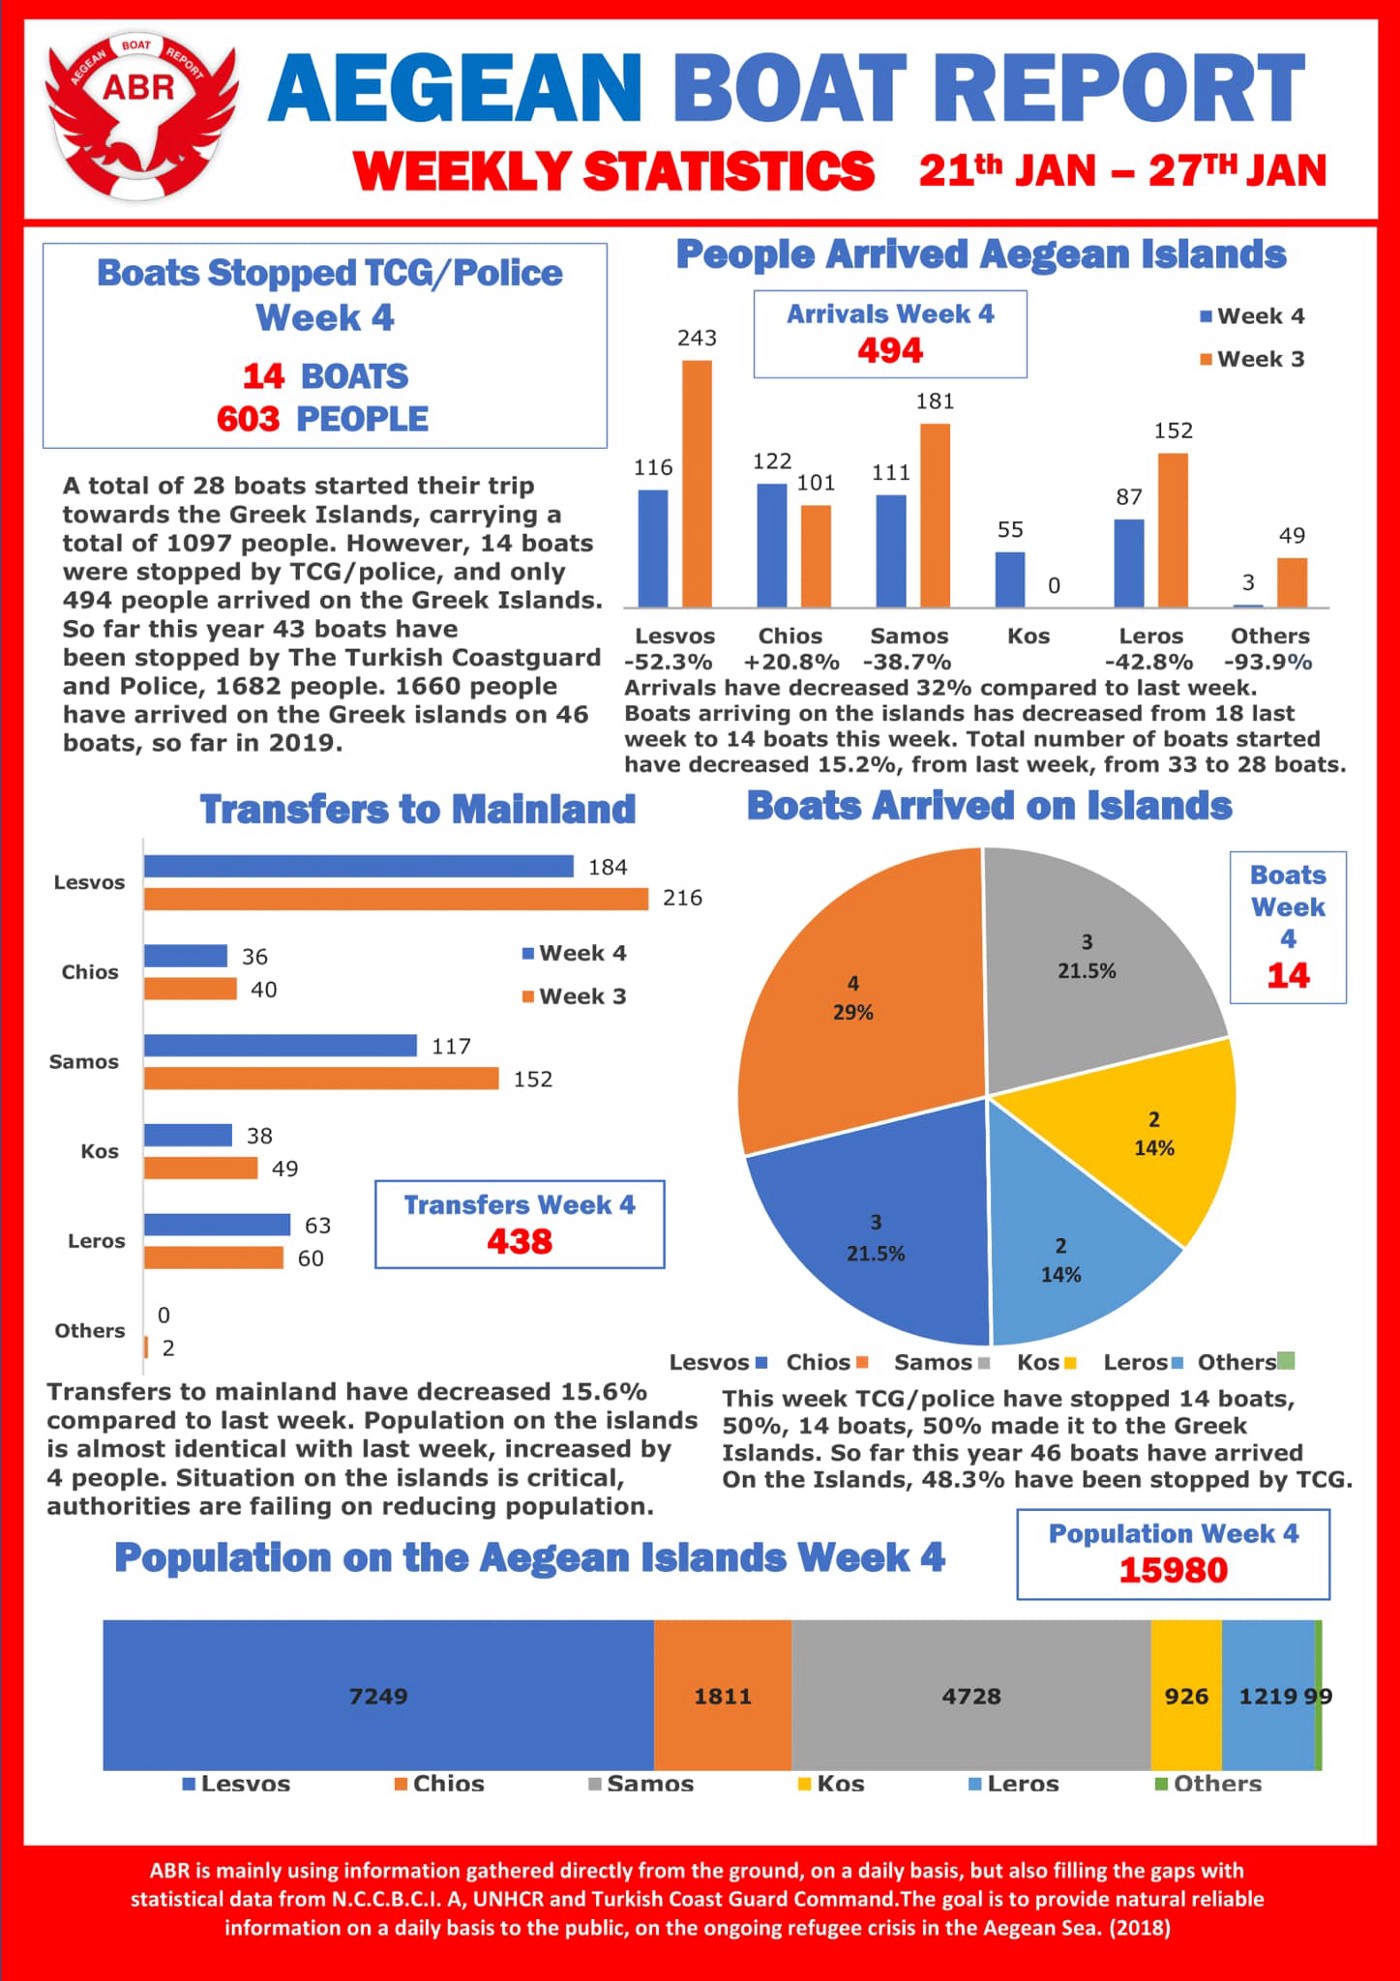 AEGEAN BOAT REPORT
ABR
AEGEAN BOAT REPORT
WEEKLY STATISTICS 21th JAN – 27TH JAN
Boats Stopped TCG/Police
Week 4
14 BOATS
603 PEOPLE
A total of 28 boats started their trip
towards the Greek Islands, carrying a
total of 1097 people. However, 14 boats
were stopped by TCG/police, and only
494 people arrived on the Greek Islands.
So far this year 43 boats have
been stopped by The Turkish Coastguard
and Police, 1682 people. 1660 people
have arrived on the Greek islands on 46
boats, so far in 2019.
People Arrived Aegean Islands
Arrivals Week 4
494
Week 4
Week 3
243
181
152
116
122
101
111
55
0
87
3
49
Lesvos Chios Samos Kos Leros Others
-52.3% +20.8% -38.7% -42.8% -93.9%
Arrivals have decreased 32% compared to last week.
Boats arriving on the islands has decreased from 18 last
week to 14 boats this week. Total number of boats started
have decreased 15.2%, from last week, from 33 to 28 boats.
Transfers to Mainland
Lesvos
184
216
Chios
36
40
Week 4
Week 3
Samos
117
152
Kos
38
49
Leros
63
60
Transfers Week 4
438
Others
0
2
Transfers to mainland have decreased 15.6%
compared to last week. Population on the islands
is almost identical with last week, increased by
4 people. Situation on the islands is critical,
authorities are failing on reducing population.
Boats Arrived on Islands
Boats
Week
4
14
3
21.5%
4
29%
2
14%
3
21.5%
2
14%
Lesvos Chios Samos Kos Leros Others
This week TCG/police have stopped 14 boats,
50%, 14 boats, 50% made it to the Greek
Islands. So far this year 46 boats have arrived
On the Islands, 48.3% have been stopped by TCG.
Population on the Aegean Islands Week 4
Population Week 4
15980
7249 1811 4728 926 1219 99
Lesvos Chios Samos Kos Leros Others
ABR is mainly using information gathered directly from the ground, on a daily basis, but also filling the gaps with
statistical data from N.C.C.B.C.I. A, UNHCR and Turkish Coast Guard Command.The goal is to provide natural reliable
information on a daily basis to the public, on the ongoing refugee crisis in the Aegean Sea. (2018)